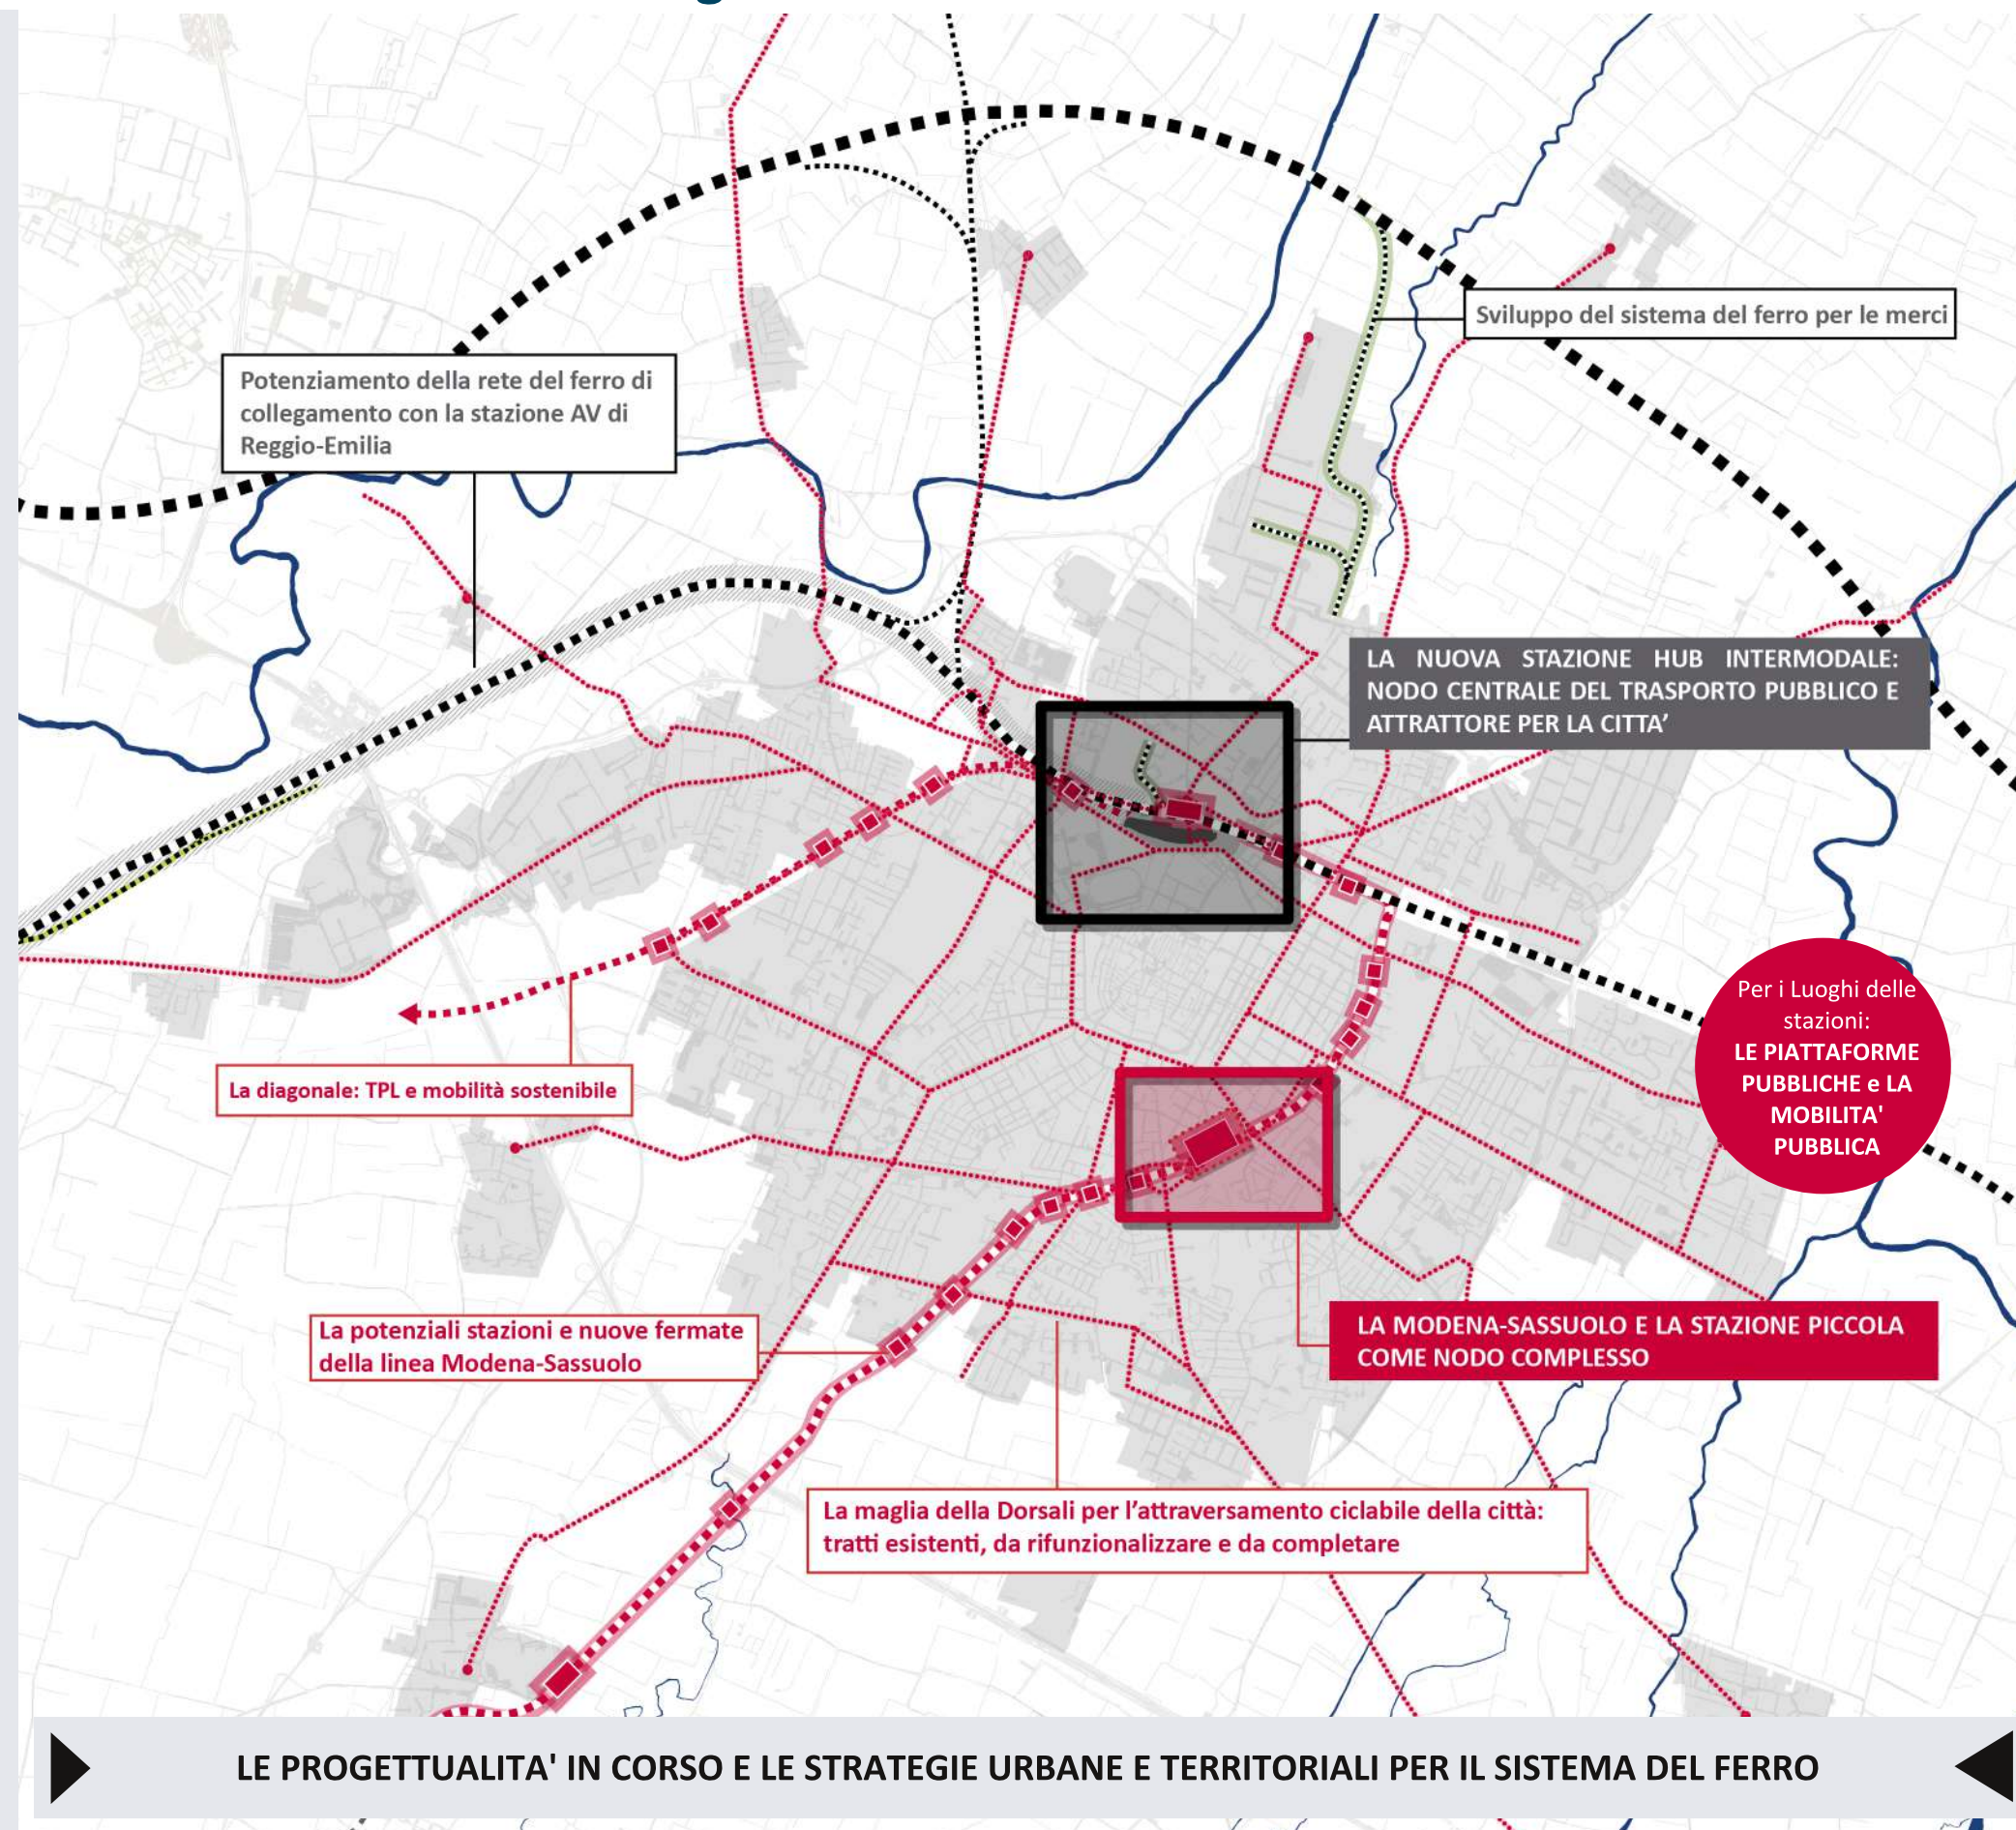 Sviluppo del sistema del ferro per le merci
Potenziamento della rete del ferro di
collegamento con la stazione AV di
Reggio-Emilia
LA NUOVA STAZIONE HUB INTERMODALE:
NODO CENTRALE DEL TRASPORTO PUBBLICO E
ATTRATTORE PER LA CITTA’
Per i Luoghi delle
stazioni:
LE PIATTAFORME
PUBBLICHE e LA
MOBILITA'
PUBBLICA
La diagonale: TPL e mobilità sostenibile
La potenziali stazioni e nuove fermate
della linea Modena-Sassuolo
LA MODENA-SASSUOLO E LA STAZIONE PICCOLA
COME NODO COMPLESSO
La maglia della Dorsali per l’attraversamento ciclabile della città:
tratti esistenti, da rifunzionalizzare e da completare
LE PROGETTUALITA' IN CORSO E LE STRATEGIE URBANE E TERRITORIALI PER IL SISTEMA DEL FERRO